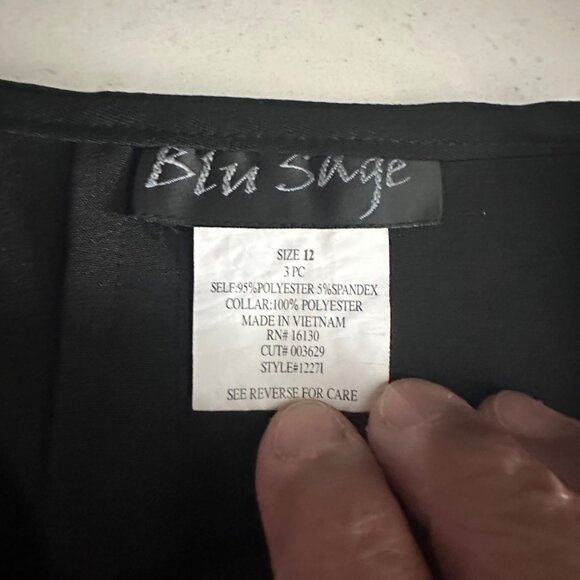 Blu Sage
SIZE 12
3 PC
SELF:95%POLYESTER 5%SPANDEX
COLLAR:100% POLYESTER
MADE IN VIETNAM
RN# 16130
CUT# 003629
STYLE#12271
SEE REVERSE FOR CARE